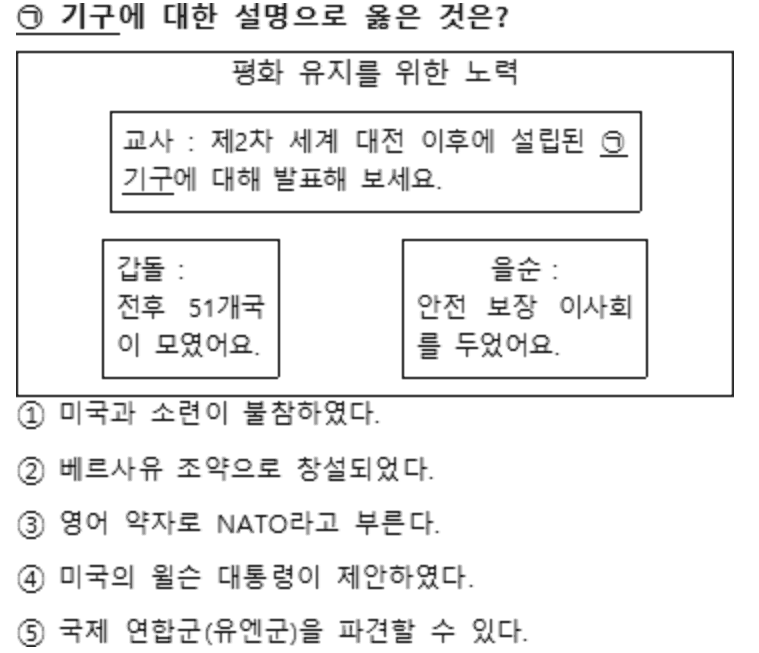 ㉠ 기구에 대한 설명으로 옳은 것은?
평화 유지를 위한 노력
교사 : 제2차 세계 대전 이후에 설립된 ㉠
기구에 대해 발표해 보세요.
갑돌 :
전후 51개국
이 모였어요.
을순 :
안전 보장 이사회
를 두었어요.
① 미국과 소련이 불참하였다.
② 베르사유 조약으로 창설되었다.
③ 영어 약자로 NATO라고 부른다.
④ 미국의 윌슨 대통령이 제안하였다.
⑤ 국제 연합군(유엔군)을 파견할 수 있다.